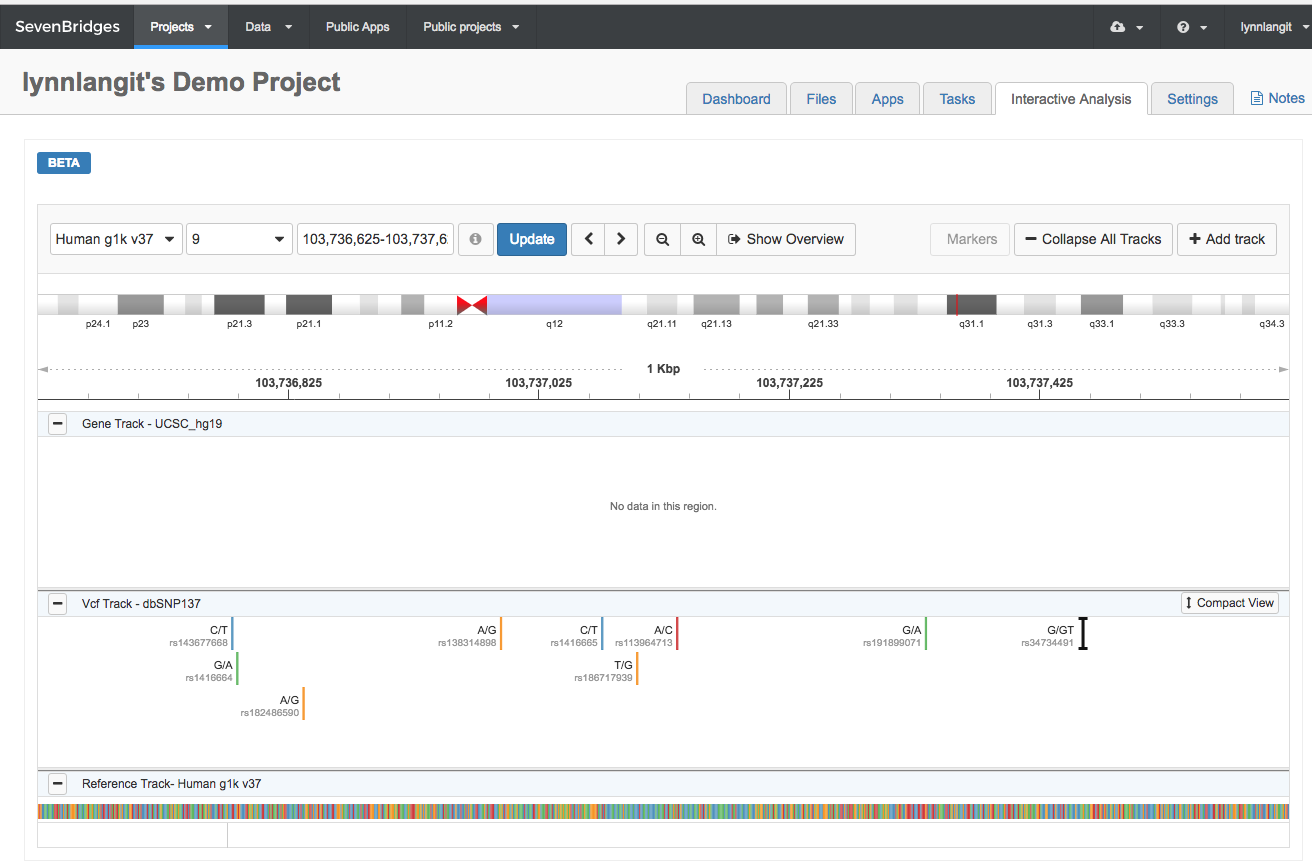 SevenBridges Projects Data Public Apps Public projects lynnlangit
lynnlangit's Demo Project
Dashboard Files Apps Tasks Interactive Analysis Settings Notes
BETA
Human g1k v37 9 103,736,625-103,737,6 Update Show Overview Markers Collapse All Tracks Add track
p24.1 p23 p21.3 p21.1 p11.2 q12 q21.11 q21.13 q21.33 q31.1 q31.3 q33.1 q33.3 q34.3
1 Kbp
103,736,825 103,737,025 103,737,225 103,737,425
Gene Track - UCSC_hg19
No data in this region.
Vcf Track - dbSNP137 Compact View
C/T A/G C/T A/C G/A G/GT
rs143677668 rs138314898 rs1416665 rs113964713 rs191899071 rs34734491
G/A T/G
rs1416664 rs186717939
A/G
rs182486590
Reference Track- Human g1k v37